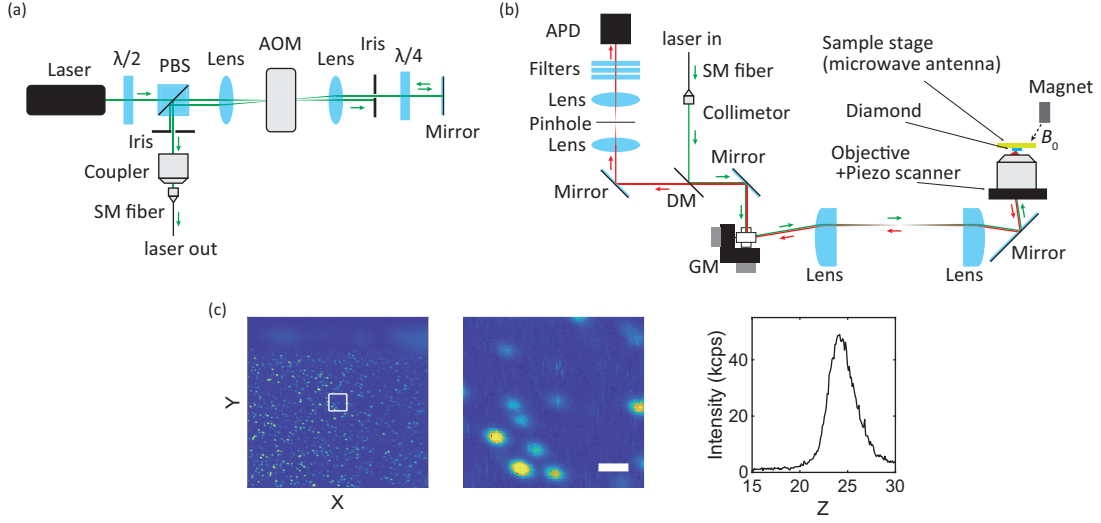 (a)
Laser
λ/2
PBS
Lens
AOM
Lens
Iris
λ/4
Mirror
Iris
Coupler
SM fiber
laser out
(b)
APD
Filters
Lens
Pinhole
Lens
Mirror
laser in
SM fiber
Collimetor
Mirror
DM
GM
Lens
Lens
Mirror
Sample stage
(microwave antenna)
Diamond
Objective
+Piezo scanner
Magnet
B0
(c)
Y
X
Intensity (kcps)
40
20
0
15
20
25
30
Z